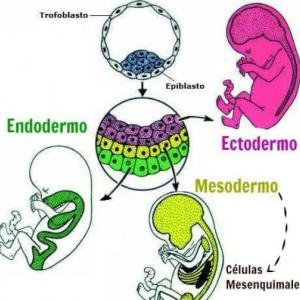 Trofoblasto
Epiblasto
Endodermo
Ectodermo
Mesodermo
Células
Mesenquimale